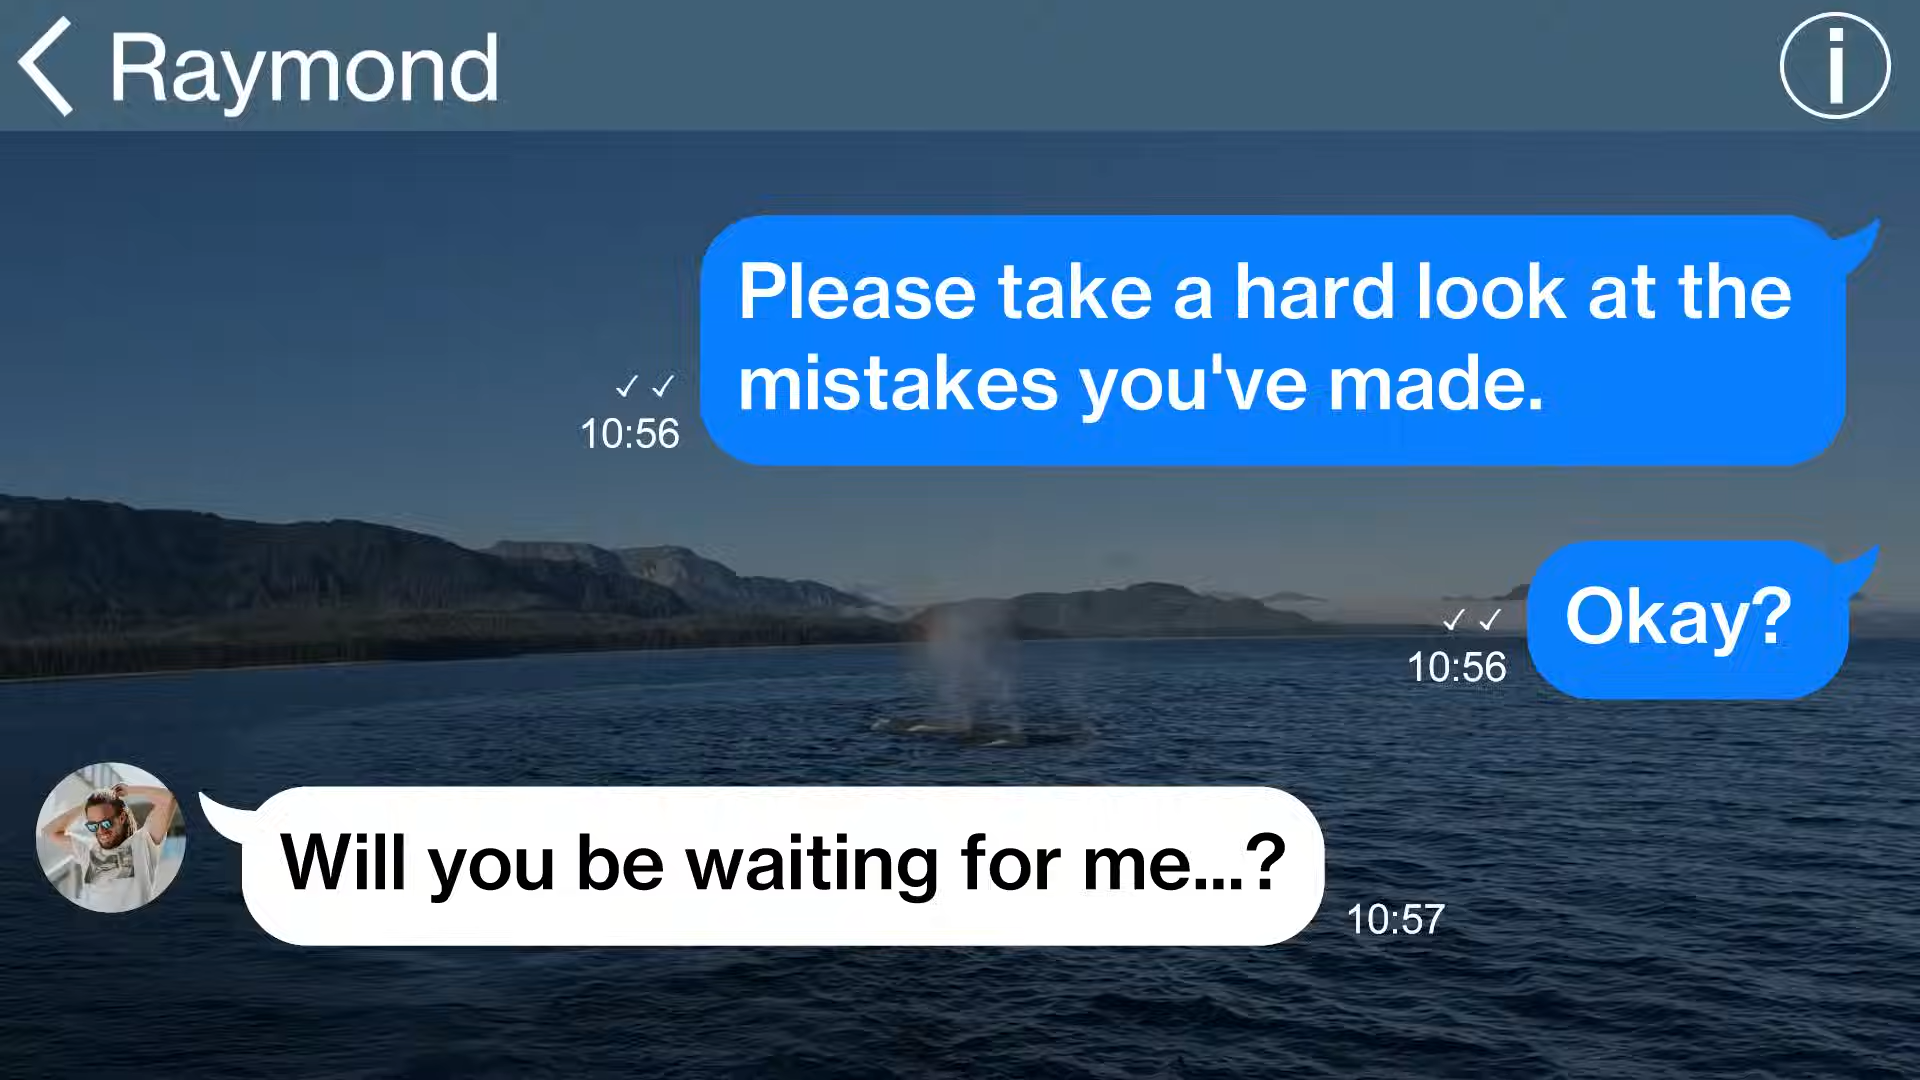 Raymond
Please take a hard look at the
mistakes you've made.
10:56
Okay?
10:56
Will you be waiting for me...?
10:57